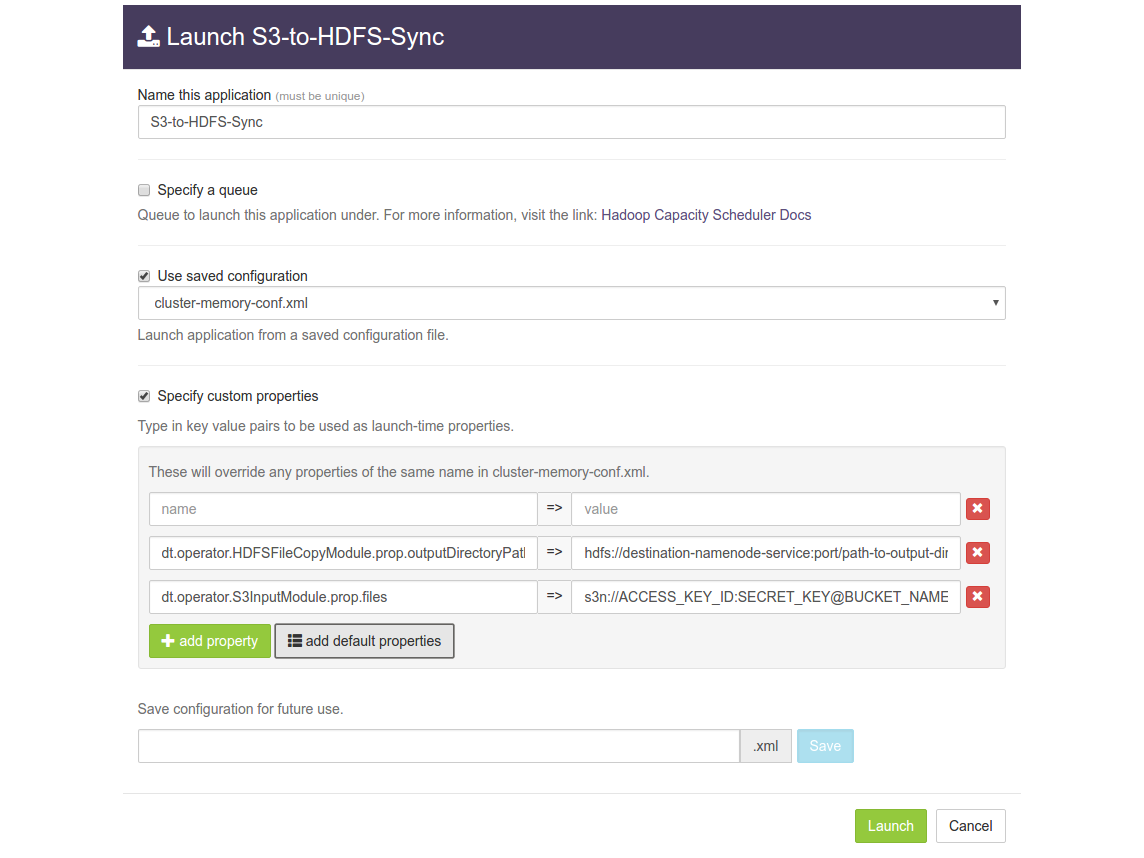 Launch S3-to-HDFS-Sync
Name this application (must be unique)
S3-to-HDFS-Sync
Specify a queue
Queue to launch this application under. For more information, visit the link: Hadoop Capacity Scheduler Docs
Use saved configuration
cluster-memory-conf.xml
Launch application from a saved configuration file.
Specify custom properties
Type in key value pairs to be used as launch-time properties.
These will override any properties of the same name in cluster-memory-conf.xml.
name => value
dt.operator.HDFSFileCopyModule.prop.outputDirectoryPat => hdfs://destination-namenode-service:port/path-to-output-dir
dt.operator.S3InputModule.prop.files => s3n://ACCESS_KEY_ID:SECRET_KEY@BUCKET_NAME
add property add default properties
Save configuration for future use.
.xml Save
Launch Cancel